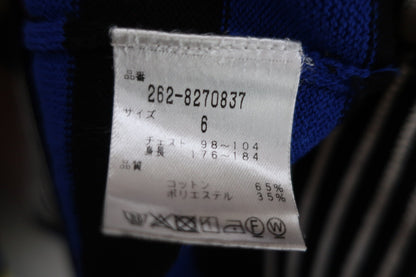 品番
262-8270837
サイズ
6
チェスト 98～104
身長 176～184
品質
コットン 65%
ポリエステル 35%
F W